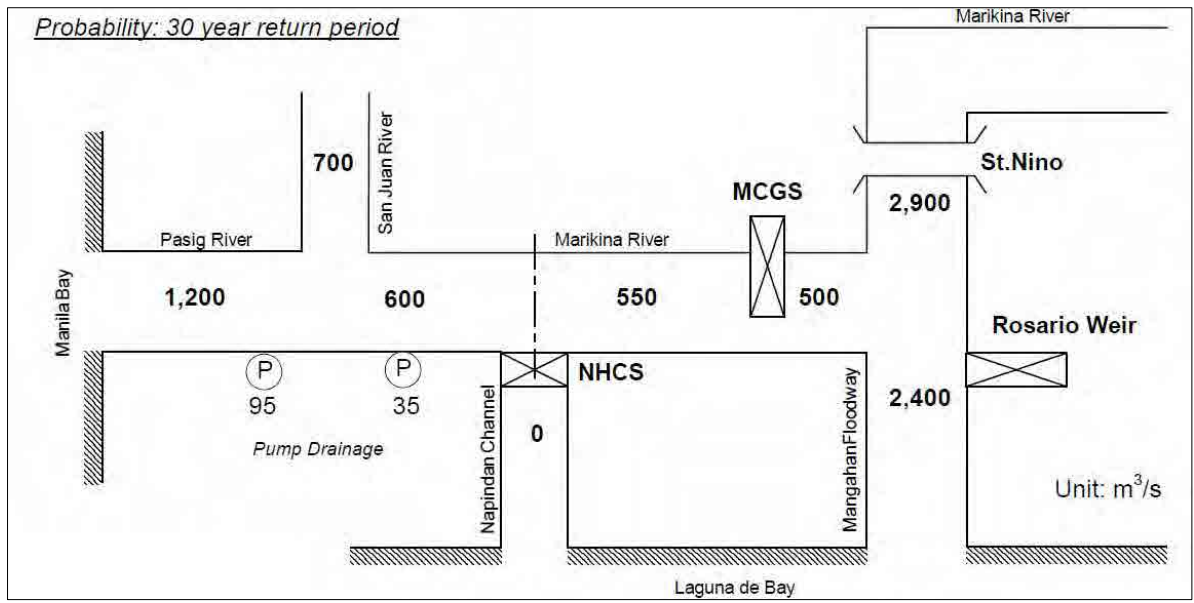 Probability: 30 year return period
Marikina River
700
San Juan River
St.Nino
MCGS
2,900
Pasig River
Marikina River
Manila Bay
1,200
600
550
500
Rosario Weir
P
P
NHCS
95
35
2,400
Pump Drainage
Napindan Channel
0
Mangahan Floodway
Unit: m³/s
Laguna de Bay